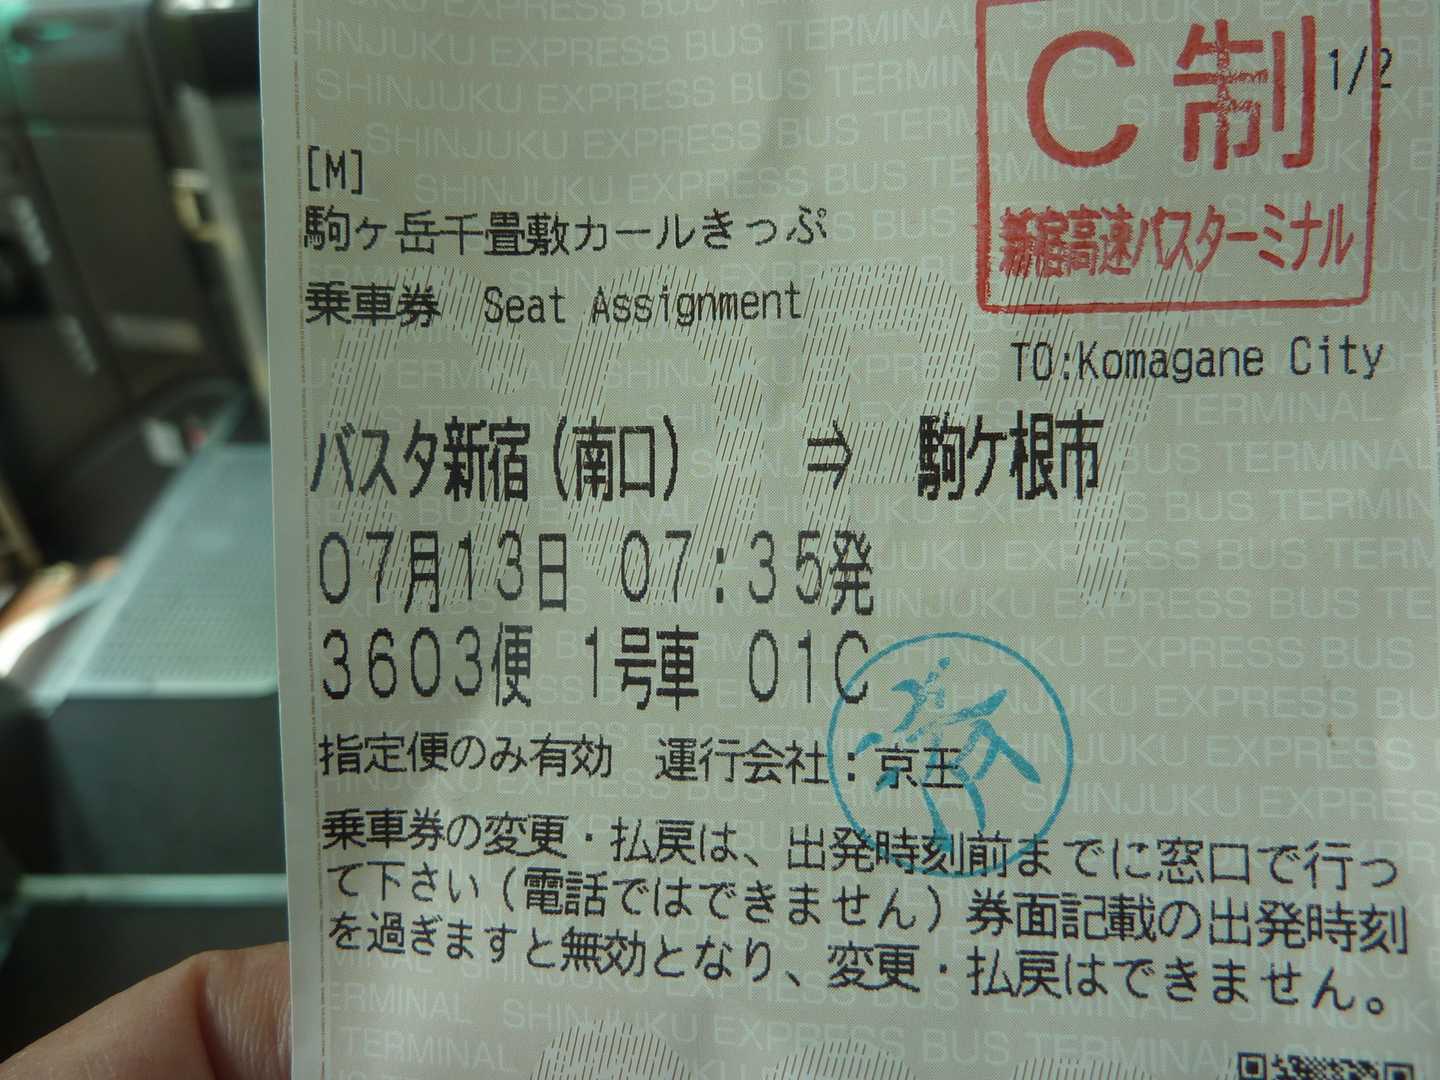 C制
新宿高速バスターミナル
1/2
[M]
駒ヶ岳千畳敷カールきっぷ
乗車券 Seat Assignment
TO:Komagane City
バスタ新宿(南口) ⇒ 駒ケ根市
07月13日 07:35発
3603便 1号車 01C
指定便のみ有効 運行会社:京王
乗車券の変更・払戻は、出発時刻前までに窓口で行っ
て下さい(電話ではできません)券面記載の出発時刻
を過ぎますと無効となり、変更・払戻はできません。
SHINJUKU EXPRESS BUS TERMINAL